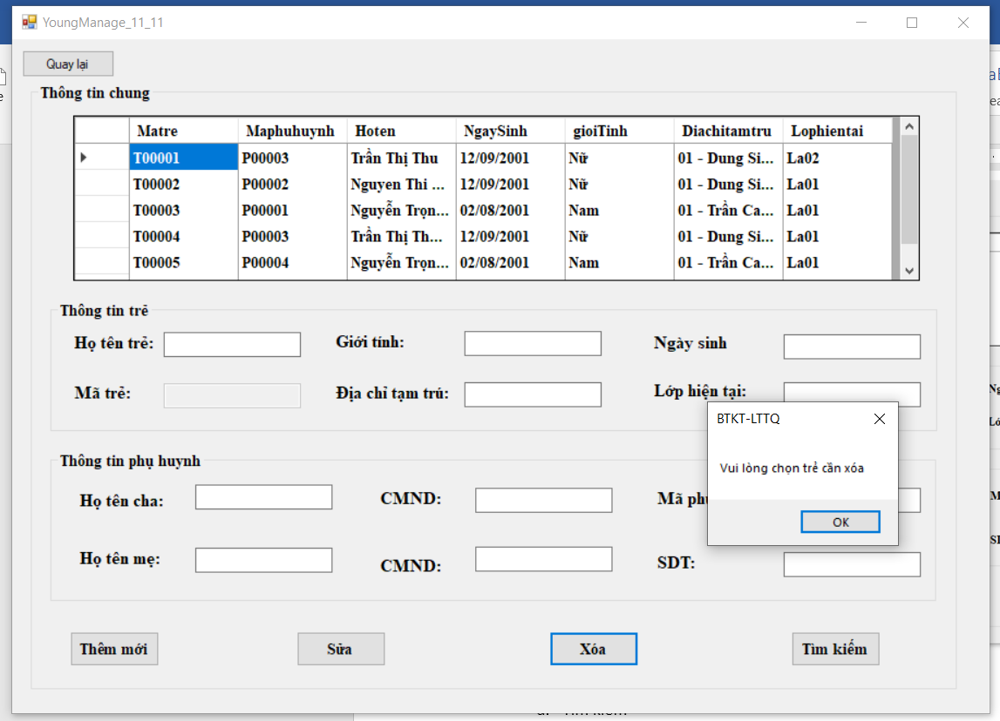 YoungManage_11_11
Quay lại
Thông tin chung
Matre Maphuhuynh Hoten NgaySinh gioiTinh Diachitamtru Lophientai
T00001 P00003 Trần Thị Thu 12/09/2001 Nữ 01 - Dung Si... La02
T00002 P00002 Nguyen Thi ... 12/09/2001 Nữ 01 - Dung Si... La01
T00003 P00001 Nguyễn Trọn... 02/08/2001 Nam 01 - Trần Ca... La01
T00004 P00003 Trần Thị Th... 12/09/2001 Nữ 01 - Dung Si... La01
T00005 P00004 Nguyễn Trọn... 02/08/2001 Nam 01 - Trần Ca... La01
Thông tin trẻ
Họ tên trẻ: Giới tính: Ngày sinh
Mã trẻ: Địa chỉ tạm trú: Lớp hiện tại:
BTKT-LTTQ
Vui lòng chọn trẻ cần xóa
OK
Thông tin phụ huynh
Họ tên cha: CMND: Mã
Họ tên mẹ: CMND: SDT:
Thêm mới Sửa Xóa Tìm kiếm